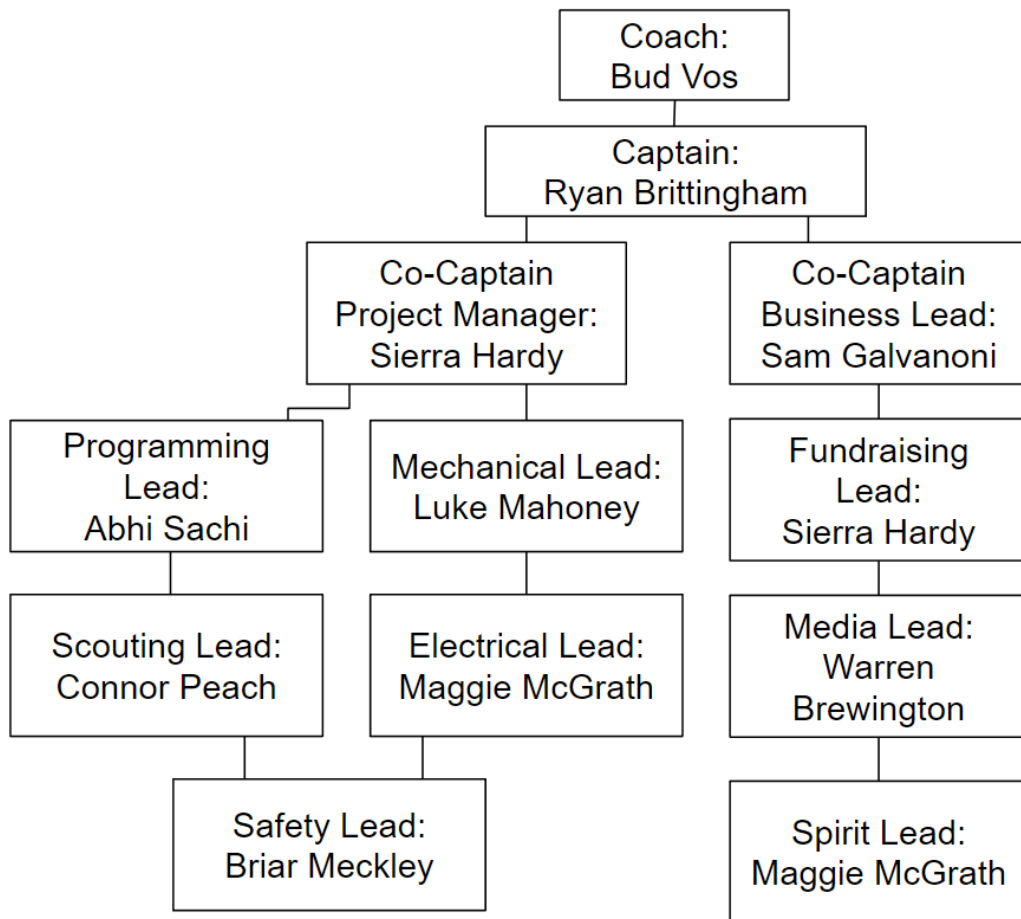 Coach:
Bud Vos
Captain:
Ryan Brittingham
Co-Captain
Project Manager:
Sierra Hardy
Co-Captain
Business Lead:
Sam Galvanoni
Programming
Lead:
Abhi Sachi
Mechanical Lead:
Luke Mahoney
Fundraising
Lead:
Sierra Hardy
Scouting Lead:
Connor Peach
Electrical Lead:
Maggie McGrath
Media Lead:
Warren
Brewington
Safety Lead:
Briar Meckley
Spirit Lead:
Maggie McGrath